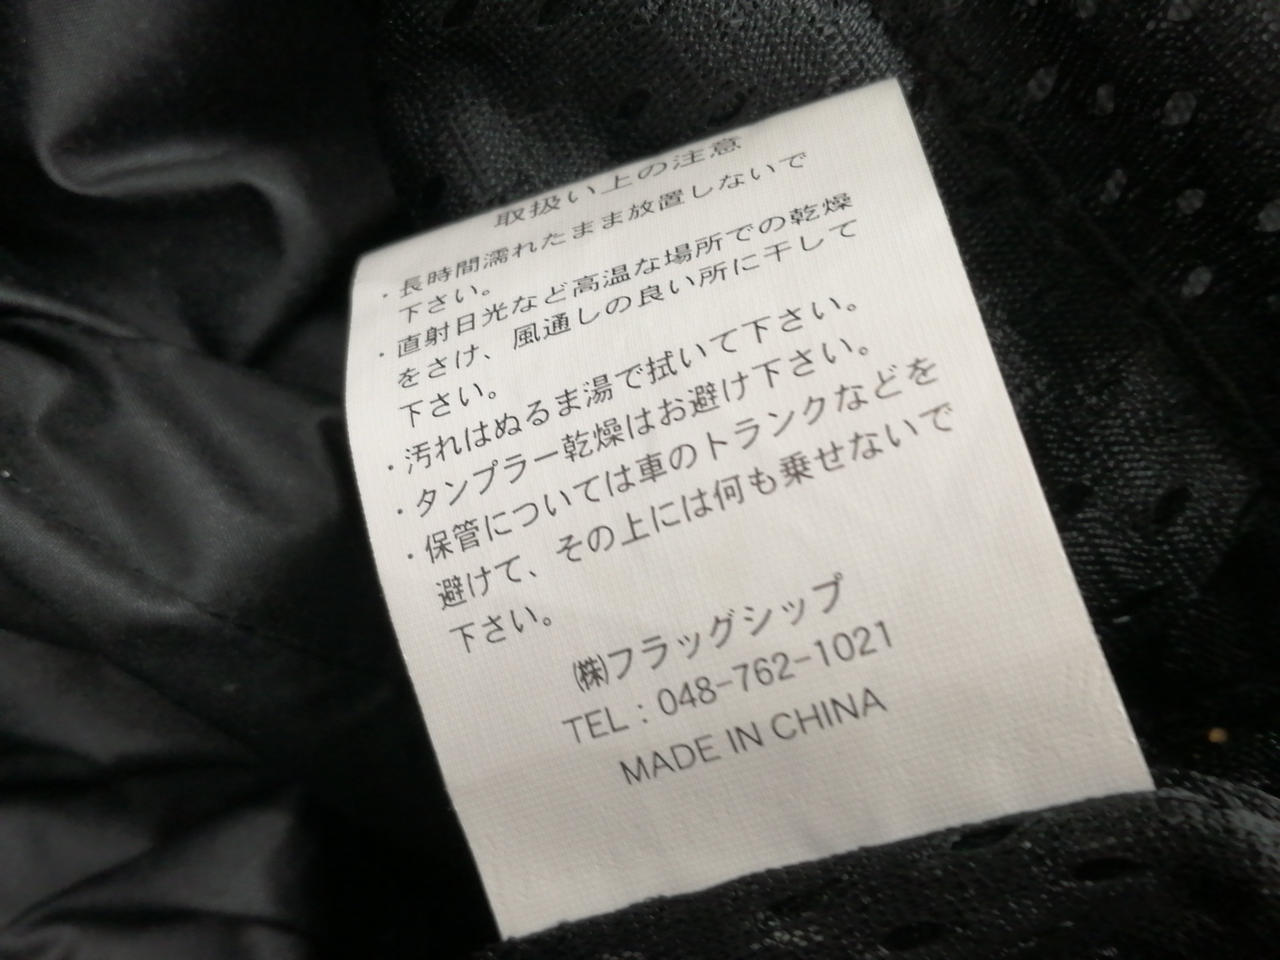 取扱い上の注意
・長時間濡れたまま放置しないで
下さい。
・直射日光など高温な場所での乾燥
をさけ、風通しの良い所に干して
下さい。
・汚れはぬるま湯で拭いて下さい。
・タンプラー乾燥はお避け下さい。
・保管については車のトランクなどを
避けて、その上には何も乗せないで
下さい。
㈱フラッグシップ
TEL：048-762-1021
MADE IN CHINA